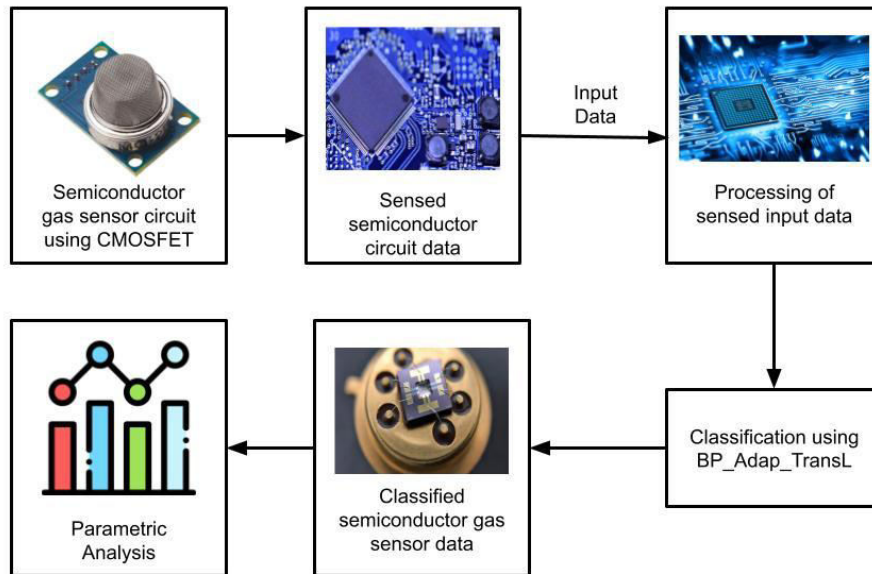 Semiconductor
gas sensor circuit
using CMOSFET
Sensed
semiconductor
circuit data
Input
Data
Processing of
sensed input data
Classification using
BP_Adap_TransL
Classified
semiconductor gas
sensor data
Parametric
Analysis